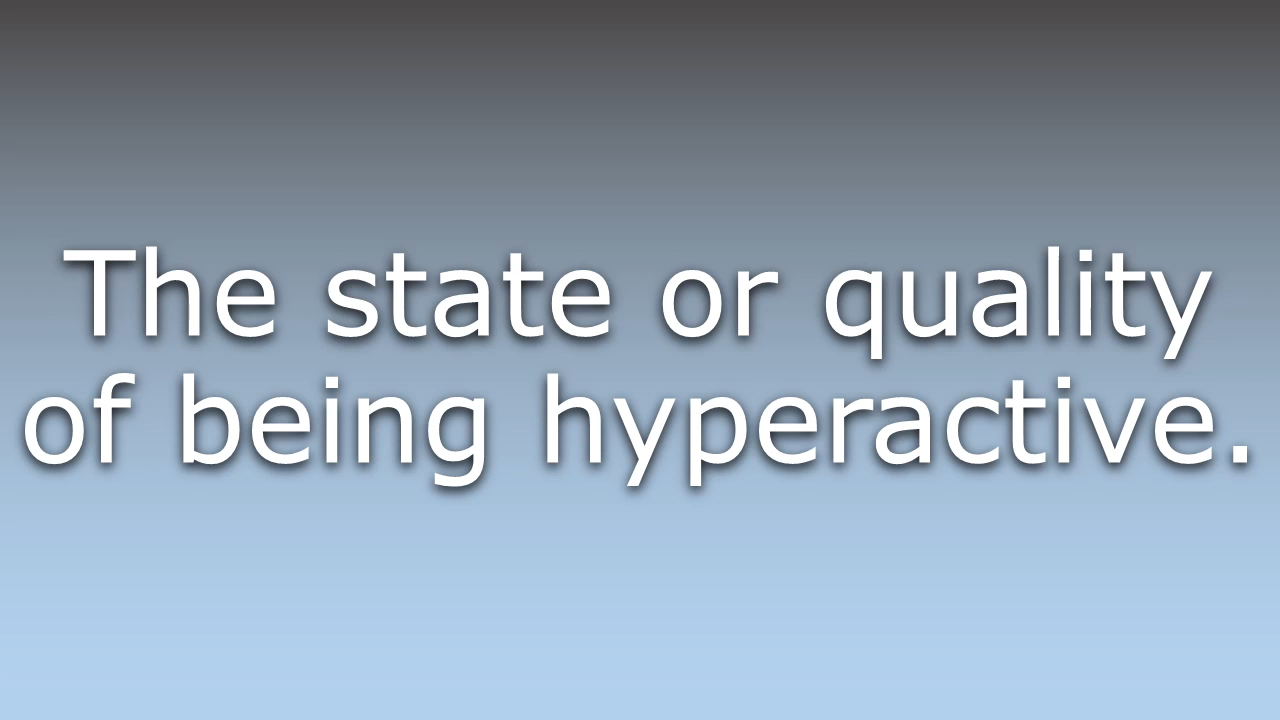 The state or quality
of being hyperactive.